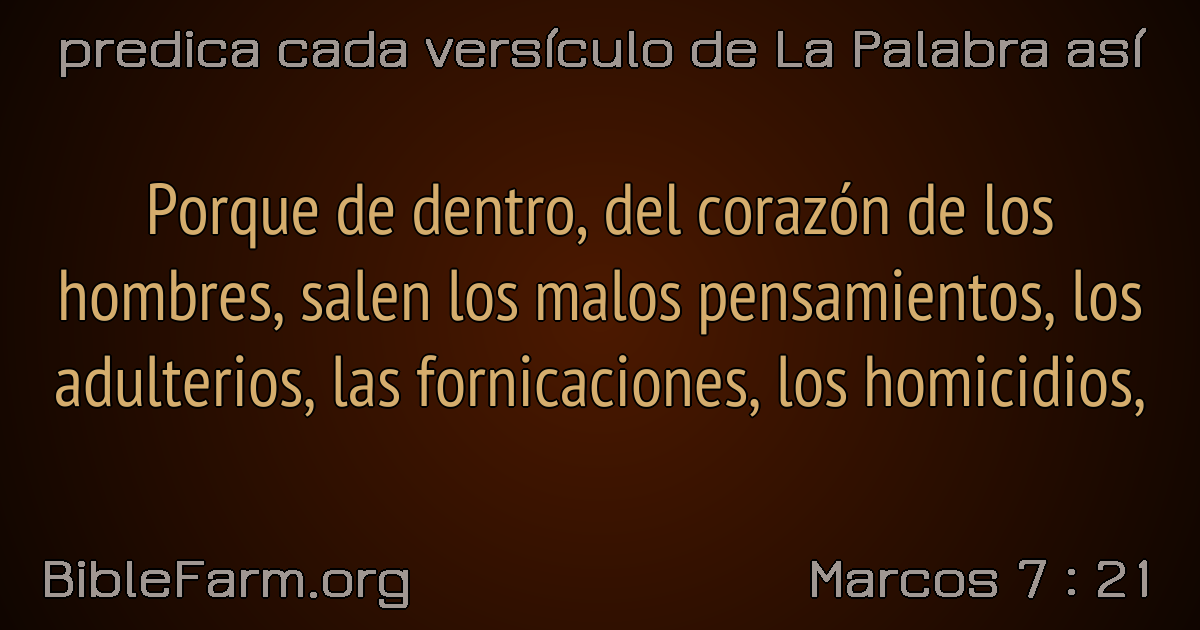 predica cada versículo de La Palabra así
Porque de dentro, del corazón de los
hombres, salen los malos pensamientos, los
adulterios, las fornicaciones, los homicidios,
BibleFarm.org
Marcos 7 : 21